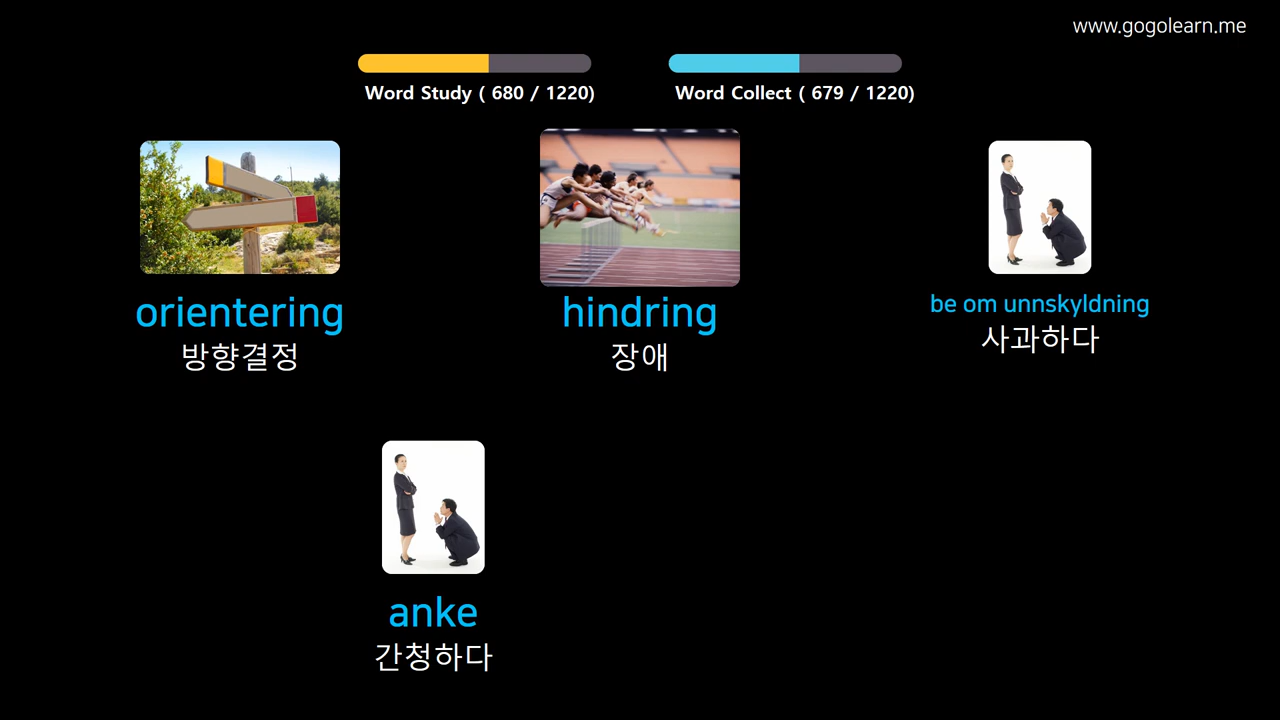 www.gogolearn.me
Word Study ( 680 / 1220)
Word Collect ( 679 / 1220)
orientering
방향결정
hindring
장애
be om unnskyldning
사과하다
anke
간청하다